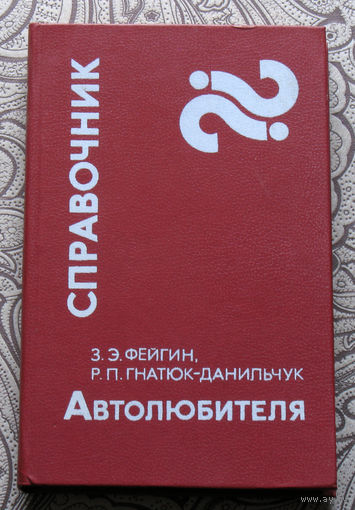 СПРАВОЧНИК
??
З. Э. ФЕЙГИН,
Р. П. ГНАТЮК-ДАНИЛЬЧУК
АВТОЛЮБИТЕЛЯ